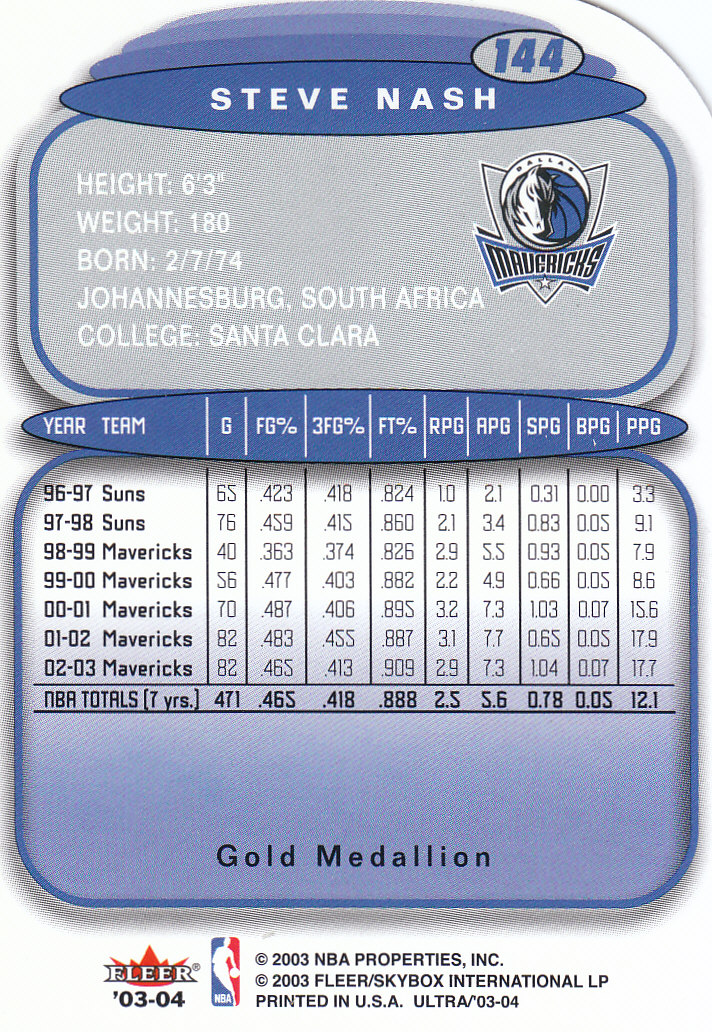 144
STEVE NASH
HEIGHT: 6'3"
WEIGHT: 180
BORN: 2/7/74
JOHANNESBURG, SOUTH AFRICA
COLLEGE: SANTA CLARA
DALLAS
MAVERICKS
YEAR TEAM G FG% 3FG% FT% RPG APG SPG BPG PPG
96-97 Suns 65 .423 .418 .824 1.0 2.1 0.31 0.00 3.3
97-98 Suns 76 .459 .415 .860 2.1 3.4 0.83 0.05 9.1
98-99 Mavericks 40 .363 .374 .826 2.9 5.5 0.93 0.05 7.9
99-00 Mavericks 56 .477 .403 .882 2.2 4.9 0.66 0.05 8.6
00-01 Mavericks 70 .487 .406 .895 3.2 7.3 1.03 0.07 15.6
01-02 Mavericks 82 .483 .455 .887 3.1 7.7 0.65 0.05 17.9
02-03 Mavericks 82 .465 .413 .909 2.9 7.3 1.04 0.07 17.7
NBA TOTALS (7 yrs.) 471 .465 .418 .888 2.5 5.6 0.78 0.05 12.1
Gold Medallion
FLEER®
'03-04
NBA
© 2003 NBA PROPERTIES, INC.
© 2003 FLEER/SKYBOX INTERNATIONAL LP
PRINTED IN U.S.A. ULTRA/'03-04